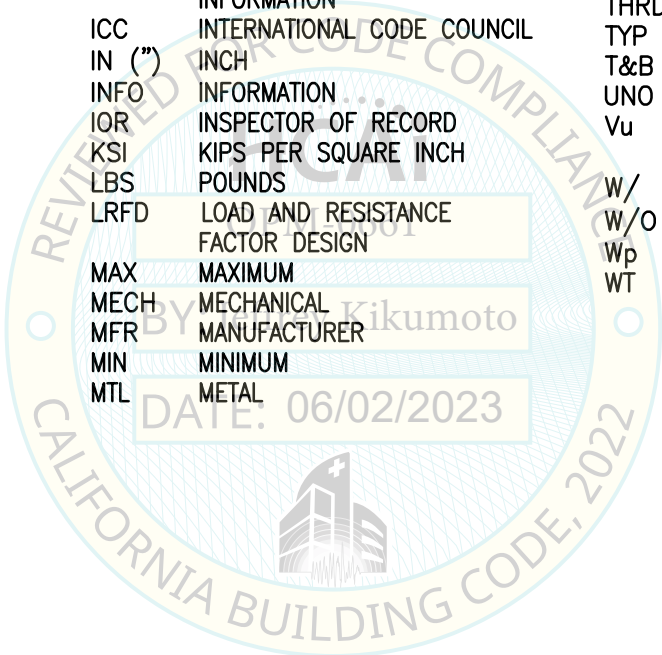 INFORMATION
ICC INTERNATIONAL CODE COUNCIL
IN (") INCH
INFO INFORMATION
IOR INSPECTOR OF RECORD
KSI KIPS PER SQUARE INCH
LBS POUNDS
LRFD LOAD AND RESISTANCE
FACTOR DESIGN
MAX MAXIMUM
MECH MECHANICAL
MFR MANUFACTURER
MIN MINIMUM
MTL METAL
THRD
TYP
T&B
UNO
Vu
W/
W/O
Wp
WT
REVIEWED FOR CODE COMPLIANCE
HCAi
BY: Jeffrey Kikumoto
DATE: 06/02/2023
CALIFORNIA BUILDING CODE, 2022